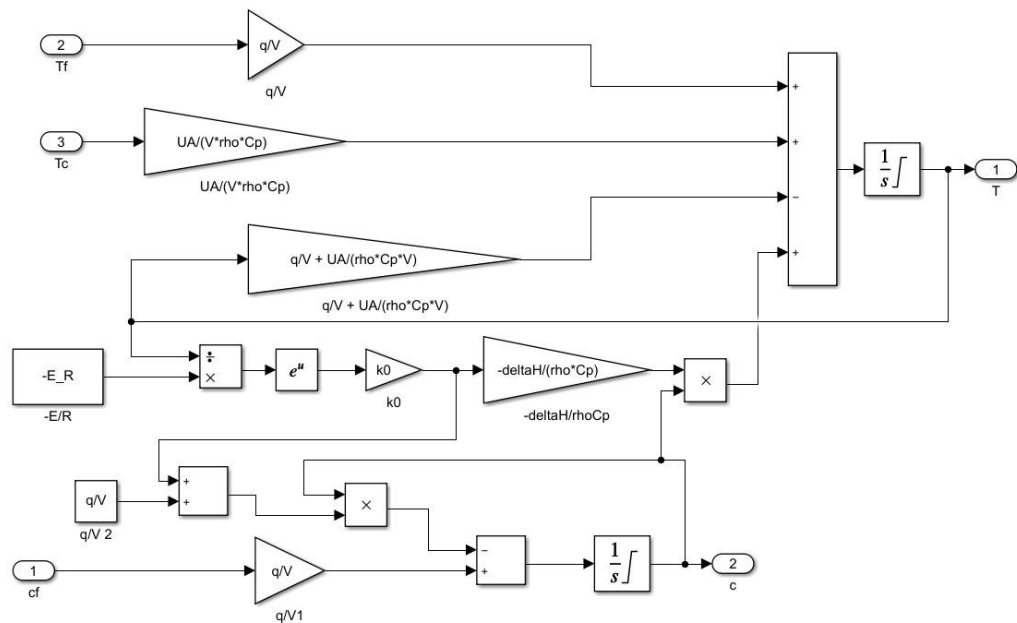 2
Tf
q/V
q/V
3
Tc
UA/(V*rho*Cp)
UA/(V*rho*Cp)
+
+
−
+
1
s
1
T
q/V + UA/(rho*Cp*V)
q/V + UA/(rho*Cp*V)
-E_R
-E/R
÷
×
eᵘ
k0
k0
-deltaH/(rho*Cp)
-deltaH/rhoCp
×
q/V
q/V 2
+
+
×
1
cf
q/V
q/V1
−
+
1
s
2
c